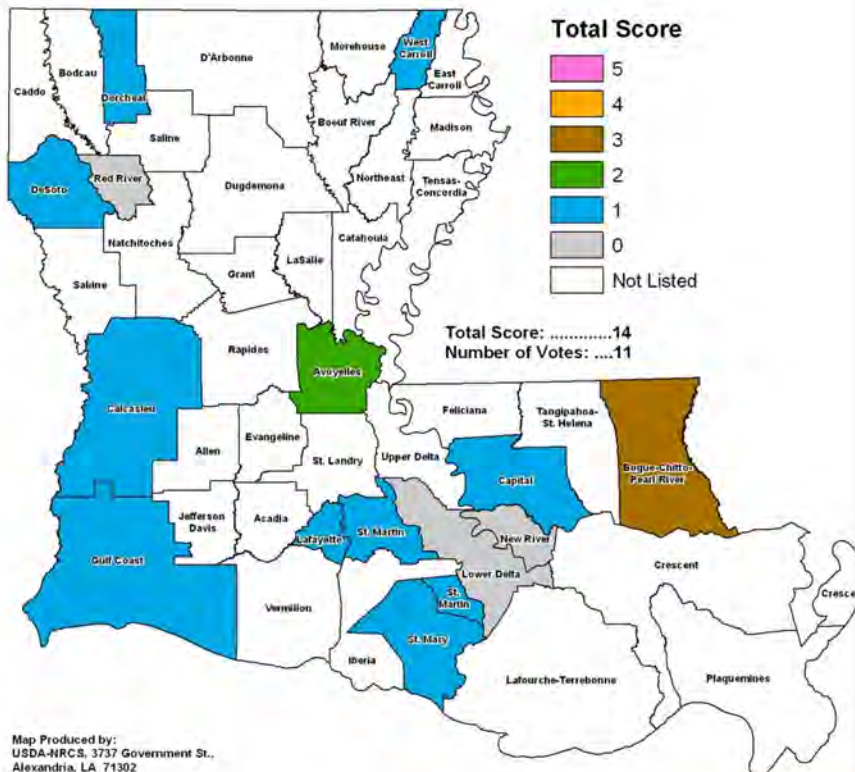 Total Score
5
4
3
2
1
0
Not Listed
Total Score: .............14
Number of Votes: ....11
Caddo
Bodcau
Dorcheat
D'Arbonne
Morehouse
West
Carroll
East
Carroll
Saline
Boeuf River
Madison
DeSoto
Red River
Dugdemona
Northeast
Tensas-
Concordia
Natchitoches
Sabine
Grant
LaSalle
Catahoula
Rapides
Avoyelles
Calcasieu
Allen
Evangeline
St. Landry
Upper Delta
Feliciana
Tangipahoa-
St. Helena
Capital
Bogue-Chitto-
Pearl River
Jefferson
Davis
Acadia
Lafayette
St. Martin
New River
Gulf Coast
Vermilion
Lower Delta
Crescent
Cresce
St.
Martin
St. Mary
Iberia
Lafourche-Terrebonne
Plaquemines
Map Produced by:
USDA-NRCS, 3737 Government St.,
Alexandria, LA 71302